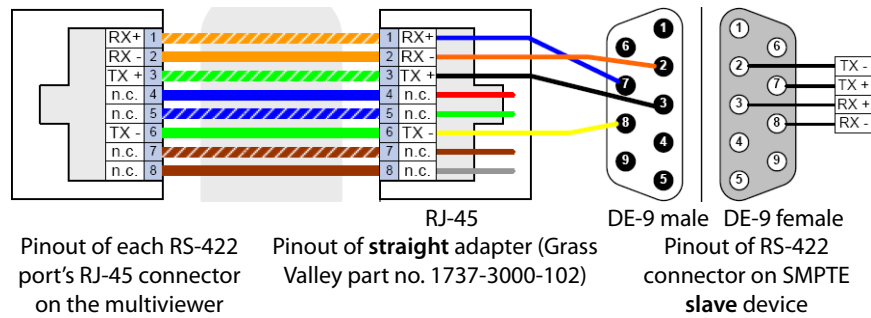 RX+ 1
RX - 2
TX + 3
n.c. 4
n.c. 5
TX - 6
n.c. 7
n.c. 8
1 RX+
2 RX -
3 TX +
4 n.c.
5 n.c.
6 TX -
7 n.c.
8 n.c.
1
6
2
7
3
8
4
9
5
1
6
2
7
3
8
4
9
5
TX -
TX +
RX +
RX -
RJ-45
DE-9 male
DE-9 female
Pinout of each RS-422
port's RJ-45 connector
on the multiviewer
Pinout of straight adapter (Grass
Valley part no. 1737-3000-102)
Pinout of RS-422
connector on SMPTE
slave device